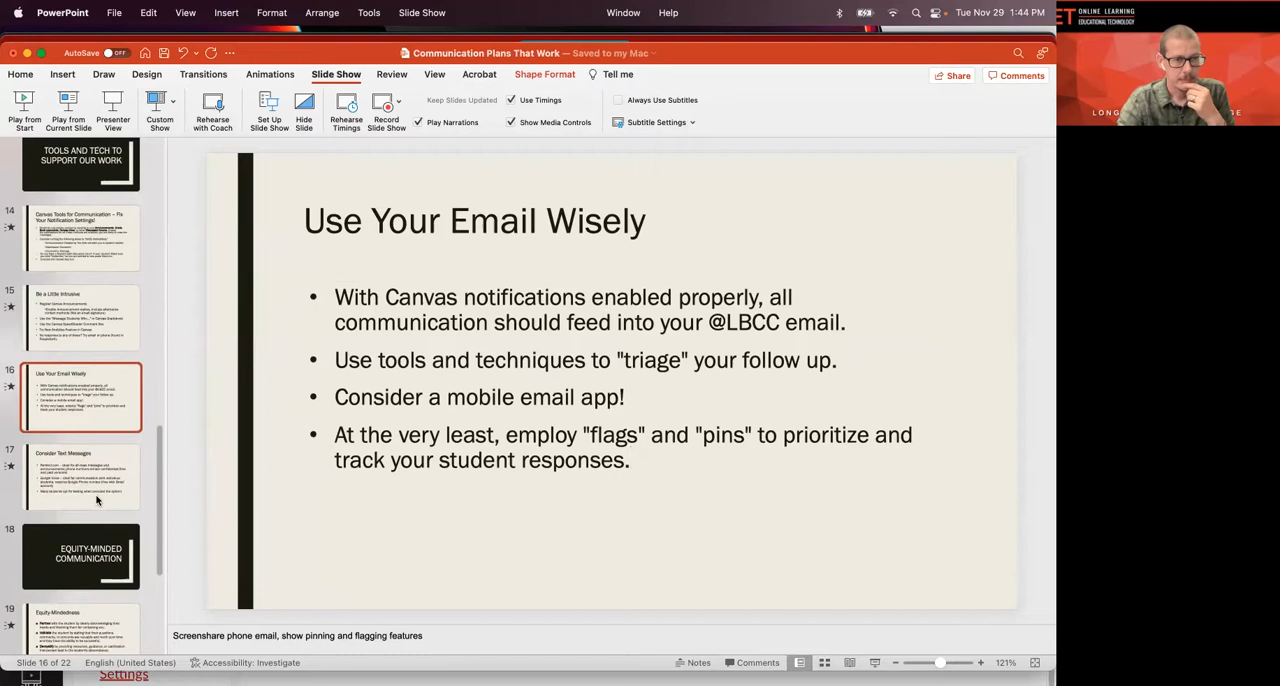 PowerPoint File Edit View Insert Format Arrange Tools Slide Show Window Help Tue Nov 29 1:44 PM
AutoSave OFF Communication Plans That Work — Saved to my Mac
Home Insert Draw Design Transitions Animations Slide Show Review View Acrobat Shape Format Tell me Share Comments
Play from Start
Play from Current Slide
Presenter View
Custom Show
Rehearse with Coach
Set Up Slide Show
Hide Slide
Rehearse Timings
Record Slide Show
Keep Slides Updated
Use Timings
Always Use Subtitles
Play Narrations
Show Media Controls
Subtitle Settings
ET ONLINE LEARNING
EDUCATIONAL TECHNOLOGY
LONG
GE
TOOLS AND TECH TO
SUPPORT OUR WORK
14
Canvas Tools for Communication – Fix
Your Notification Settings!
15
Be a Little Intrusive
16
Use Your Email Wisely
17
Consider Text Messages
18
EQUITY-MINDED
COMMUNICATION
19
Equity-Mindedness
Use Your Email Wisely
• With Canvas notifications enabled properly, all
communication should feed into your @LBCC email.
• Use tools and techniques to "triage" your follow up.
• Consider a mobile email app!
• At the very least, employ "flags" and "pins" to prioritize and
track your student responses.
Screenshare phone email, show pinning and flagging features
Slide 16 of 22 English (United States) Accessibility: Investigate Notes Comments 121%
Settings